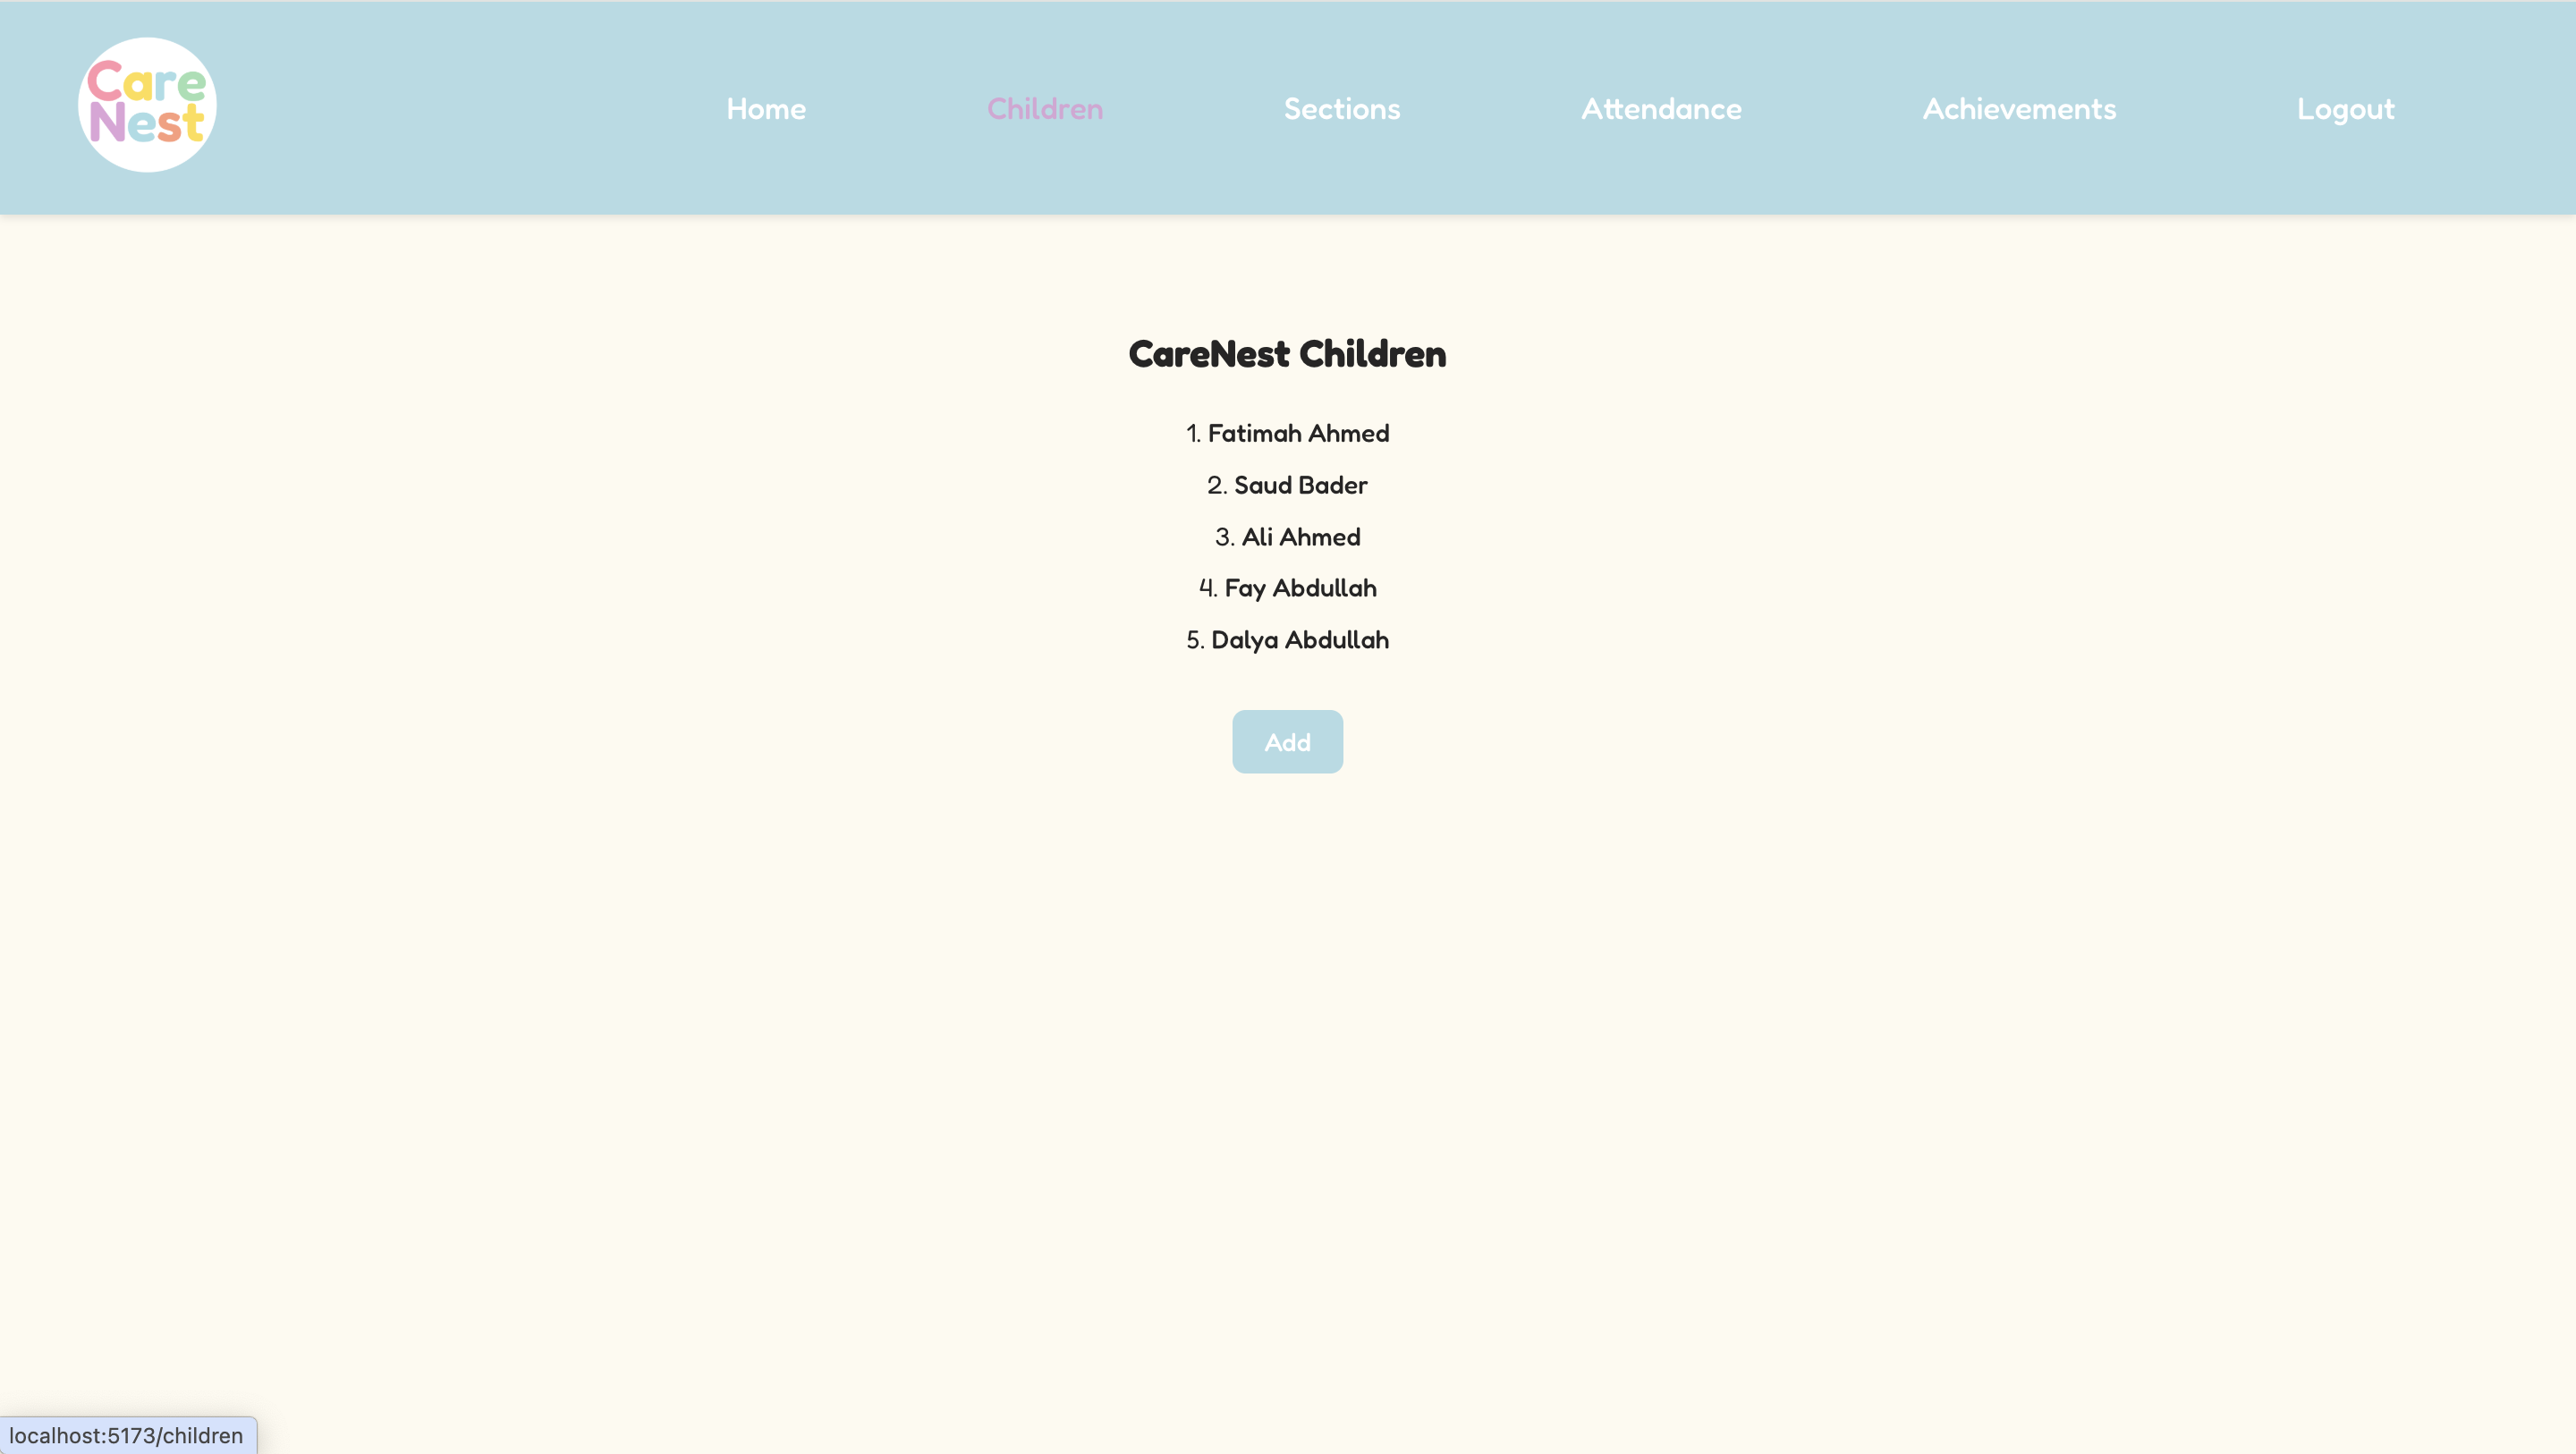 Care
Nest
Home Children Sections Attendance Achievements Logout
CareNest Children
1. Fatimah Ahmed
2. Saud Bader
3. Ali Ahmed
4. Fay Abdullah
5. Dalya Abdullah
Add
localhost:5173/children